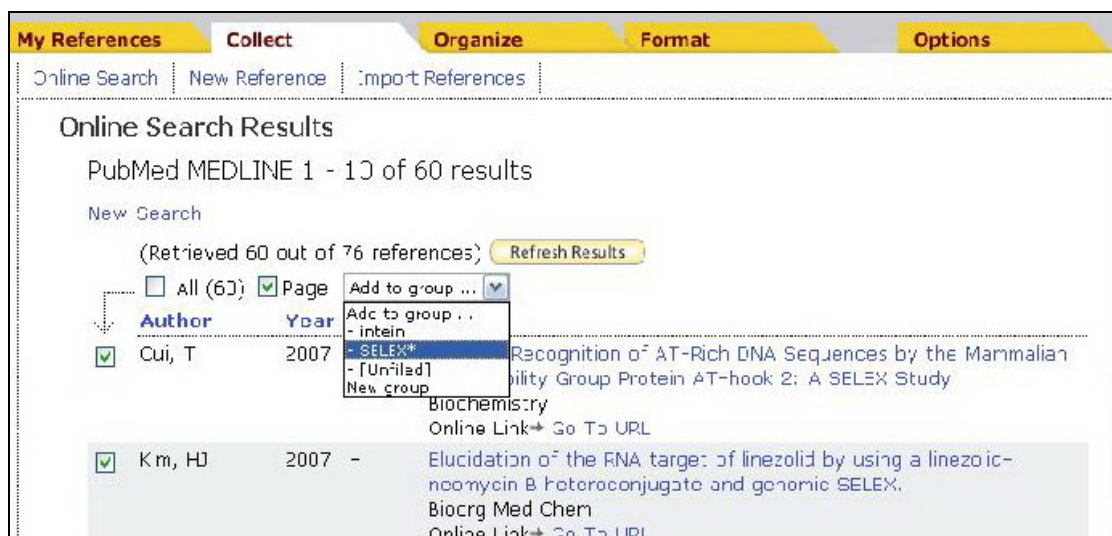 My References Collect Organize Format Options
Online Search New Reference Import References
Online Search Results
PubMed MEDLINE 1 - 10 of 60 results
New Search
(Retrieved 60 out of 76 references) Refresh Results
All (60) Page Add to group ...
Author Year Add to group ...
- intein
Cui, T 2007 - SELEX* Recognition of AT-Rich DNA Sequences by the Mammalian
- [Unfiled] bility Group Protein AT-hook 2: A SELEX Study
New group
Biochemistry
Online Link Go To URL
Kim, HJ 2007 - Elucidation of the RNA target of linezolid by using a linezolid-
neomycin B heteroconjugate and genomic SELEX.
Bioorg Med Chem
Online Link Go To URL